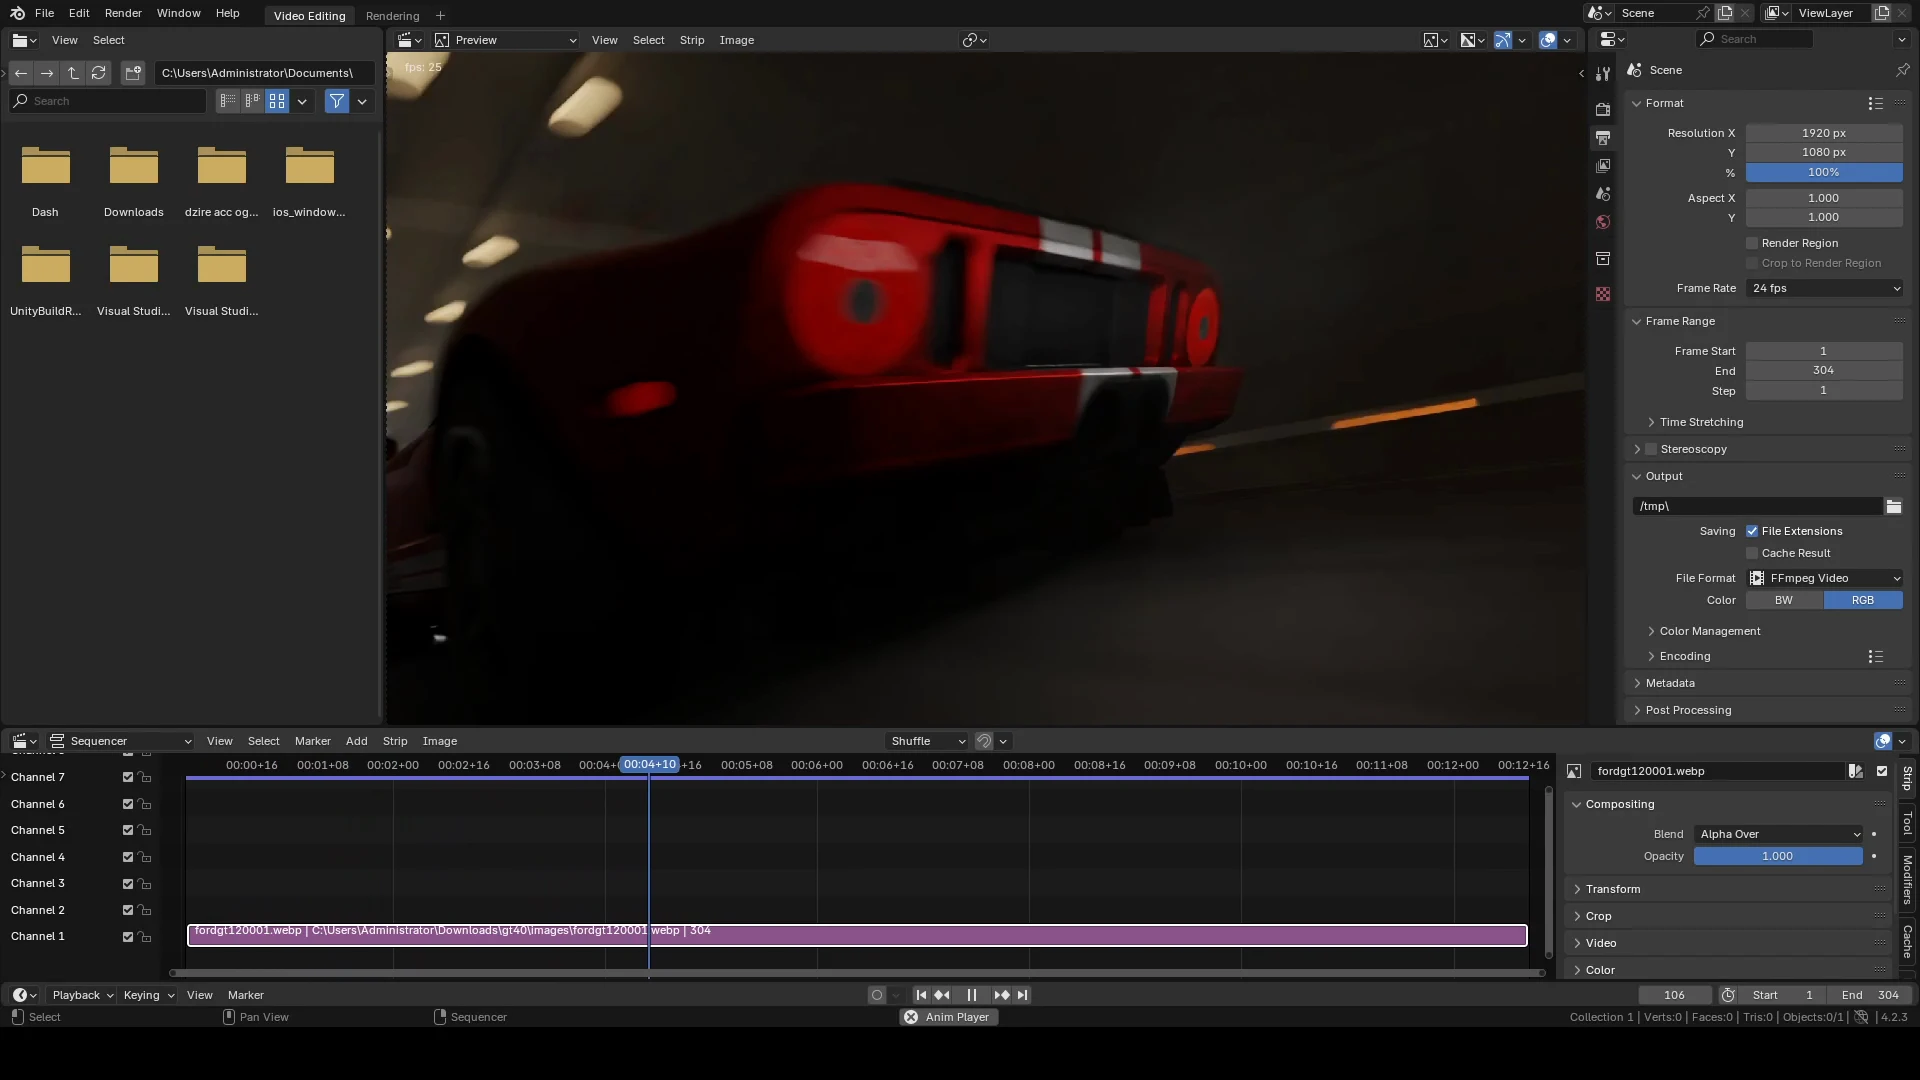 File Edit Render Window Help Video Editing Rendering + Scene ViewLayer
View Select Preview View Select Strip Image Search
C:\Users\Administrator\Documents\ fps: 25 Scene
Search
Dash Downloads dzire acc og... ios_window...
UnityBuildR... Visual Studi... Visual Studi...
Format
Resolution X 1920 px
Y 1080 px
% 100%
Aspect X 1.000
Y 1.000
Render Region
Crop to Render Region
Frame Rate 24 fps
Frame Range
Frame Start 1
End 304
Step 1
Time Stretching
Stereoscopy
Output
/tmp\
Saving File Extensions
Cache Result
File Format FFmpeg Video
Color BW RGB
Color Management
Encoding
Metadata
Post Processing
Sequencer View Select Marker Add Strip Image Shuffle
00:00+16 00:01+08 00:02+00 00:02+16 00:03+08 00:04+ 00:04+10 +16 00:05+08 00:06+00 00:06+16 00:07+08 00:08+00 00:08+16 00:09+08 00:10+00 00:10+16 00:11+08 00:12+00 00:12+16
Channel 7
Channel 6
Channel 5
Channel 4
Channel 3
Channel 2
Channel 1
fordgt120001.webp | C:\Users\Administrator\Downloads\gt40\images\fordgt120001.webp | 304
fordgt120001.webp
Compositing
Blend Alpha Over
Opacity 1.000
Transform
Crop
Video
Color
Strip
Tool
Modifiers
Cache
Playback Keying View Marker 106 Start 1 End 304
Select Pan View Sequencer Anim Player Collection 1 | Verts:0 | Faces:0 | Tris:0 | Objects:0/1 | 4.2.3